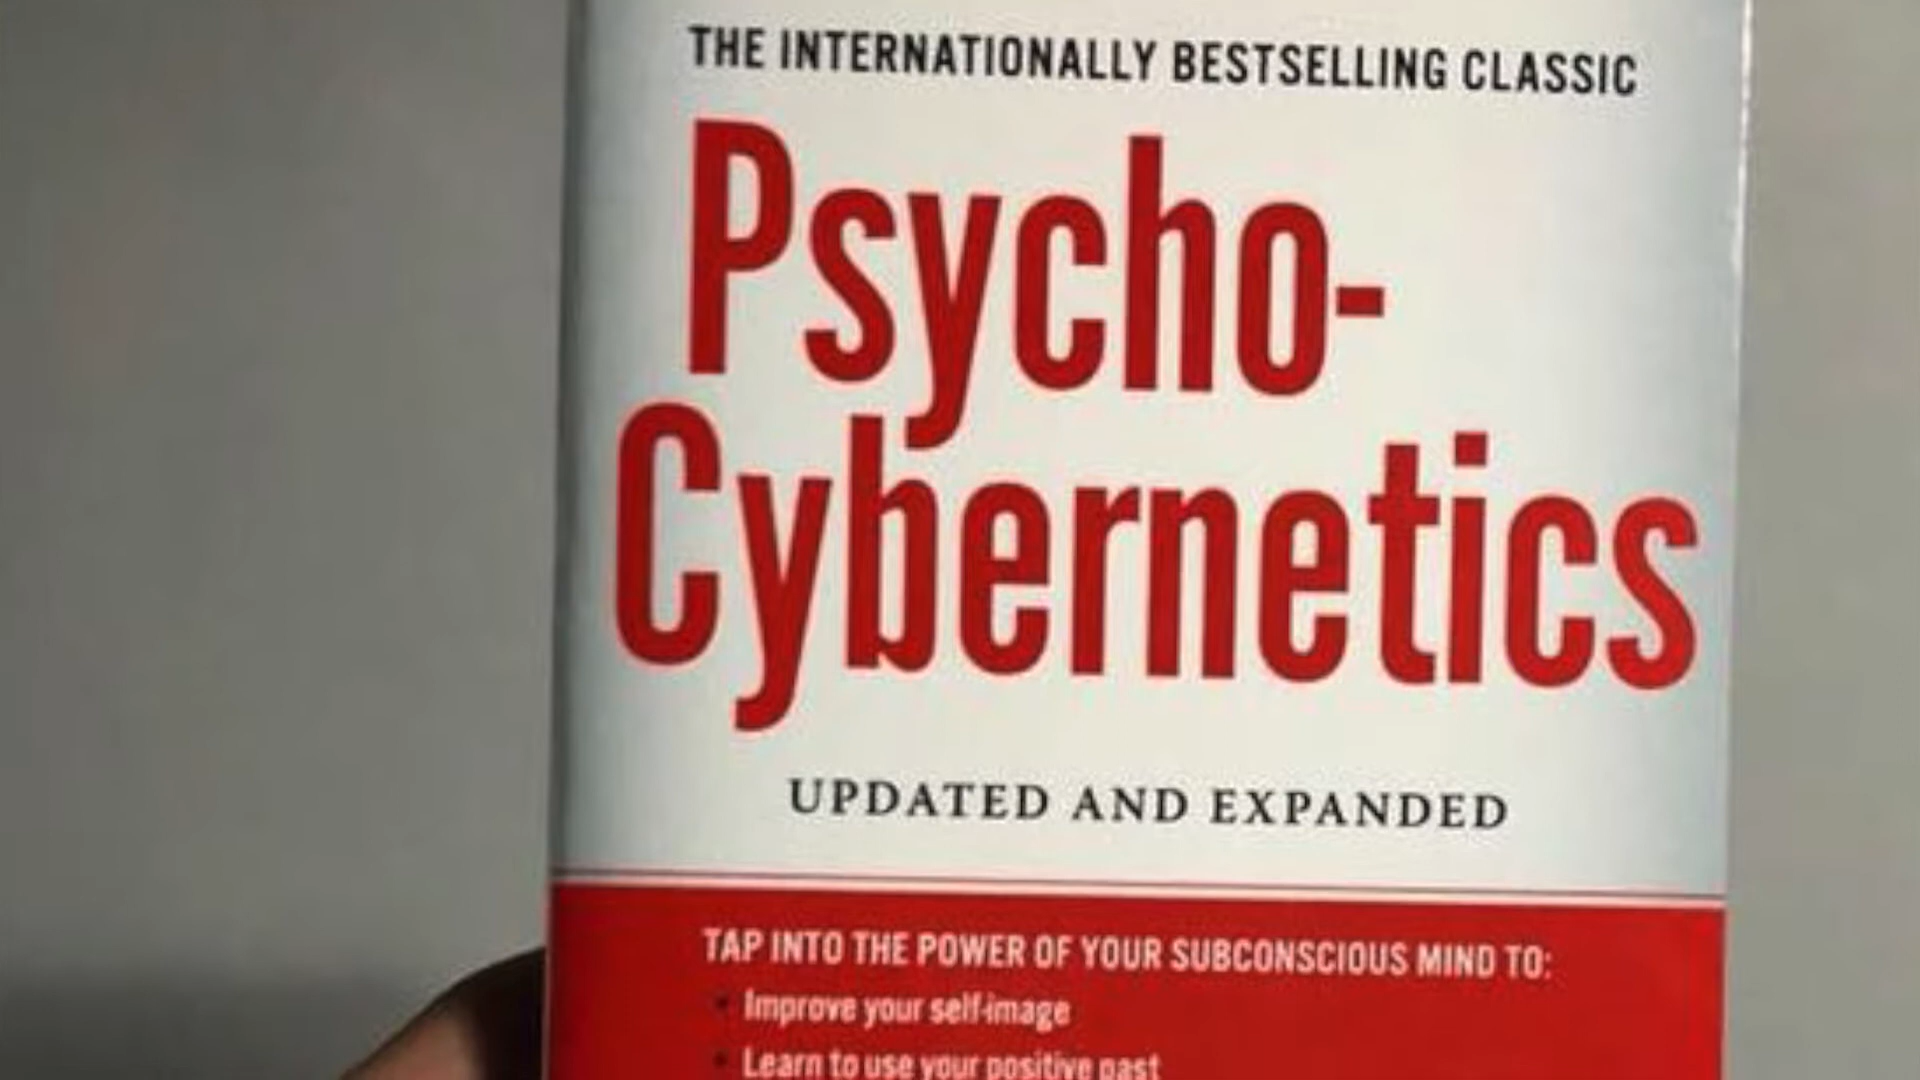 THE INTERNATIONALLY BESTSELLING CLASSIC
Psycho-
Cybernetics
UPDATED AND EXPANDED
TAP INTO THE POWER OF YOUR SUBCONSCIOUS MIND TO:
• Improve your self-image
• Learn to use your positive past